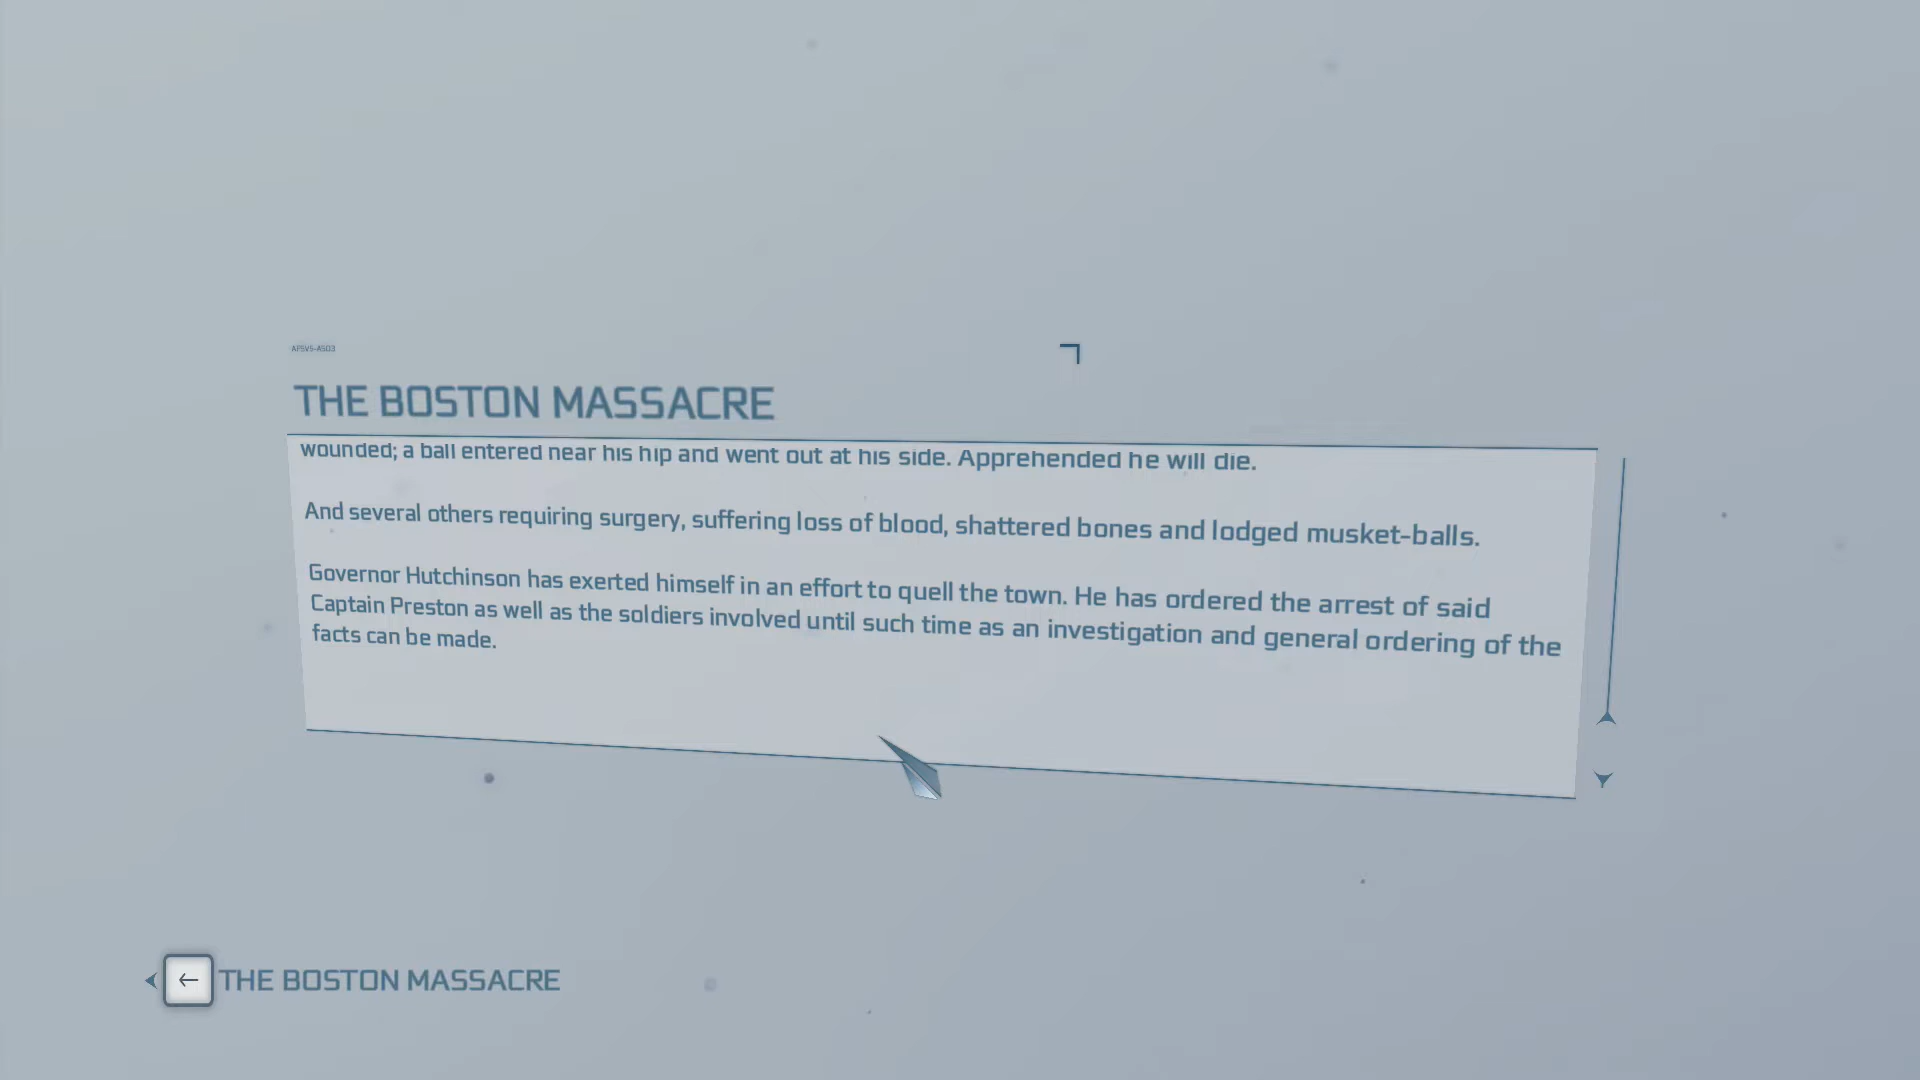 THE BOSTON MASSACRE
wounded; a ball entered near his hip and went out at his side. Apprehended he will die.
And several others requiring surgery, suffering loss of blood, shattered bones and lodged musket-balls.
Governor Hutchinson has exerted himself in an effort to quell the town. He has ordered the arrest of said
Captain Preston as well as the soldiers involved until such time as an investigation and general ordering of the
facts can be made.
THE BOSTON MASSACRE